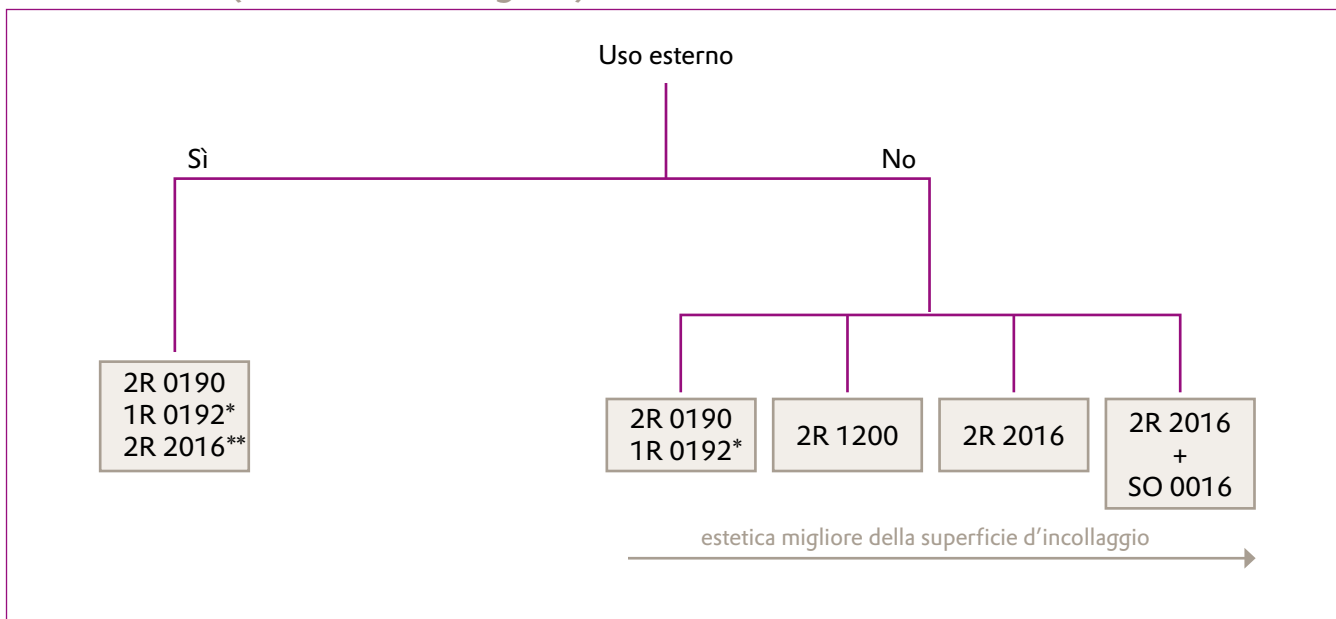 Uso esterno
Sì
No
2R 0190
1R 0192*
2R 2016**
2R 0190
1R 0192*
2R 1200
2R 2016
2R 2016
+
SO 0016
estetica migliore della superficie d’incollaggio